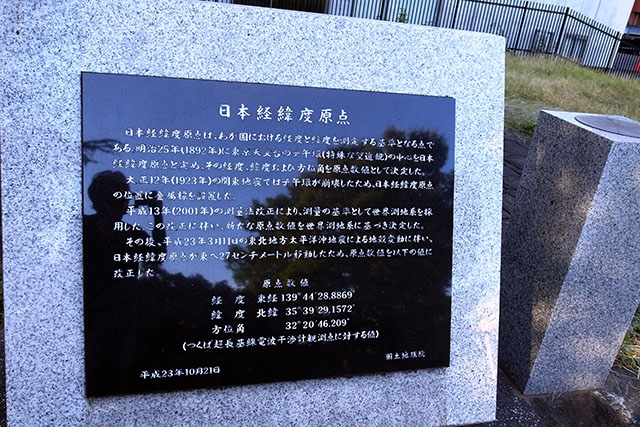 日本経緯度原点
日本経緯度原点は、わが国における経度と緯度を測定する基準となる点で
ある。明治25年(1892年)に東京天文台の子午環(特殊な望遠鏡)の中心を日本
経緯度原点と定め、その経度、緯度および方位角を原点数値として決定した。
大正12年(1923年)の関東地震では子午環が崩壊したため、日本経緯度原点
の位置に金属標を設置した。
平成13年(2001年)の測量法改正により、測量の基準として世界測地系を採
用した。この改正に伴い、新たな原点数値を世界測地系に基づき決定した。
その後、平成23年3月11日の東北地方太平洋沖地震による地殻変動に伴い、
日本経緯度原点が東へ27センチメートル移動したため、原点数値を以下の値に
改正した。
原点数値
経 度 東経139°44′28.8869″
緯 度 北緯 35°39′29.1572″
方位角 32°20′46.209″
(つくば超長基線電波干渉計観測点に対する値)
平成23年10月21日
国土地理院